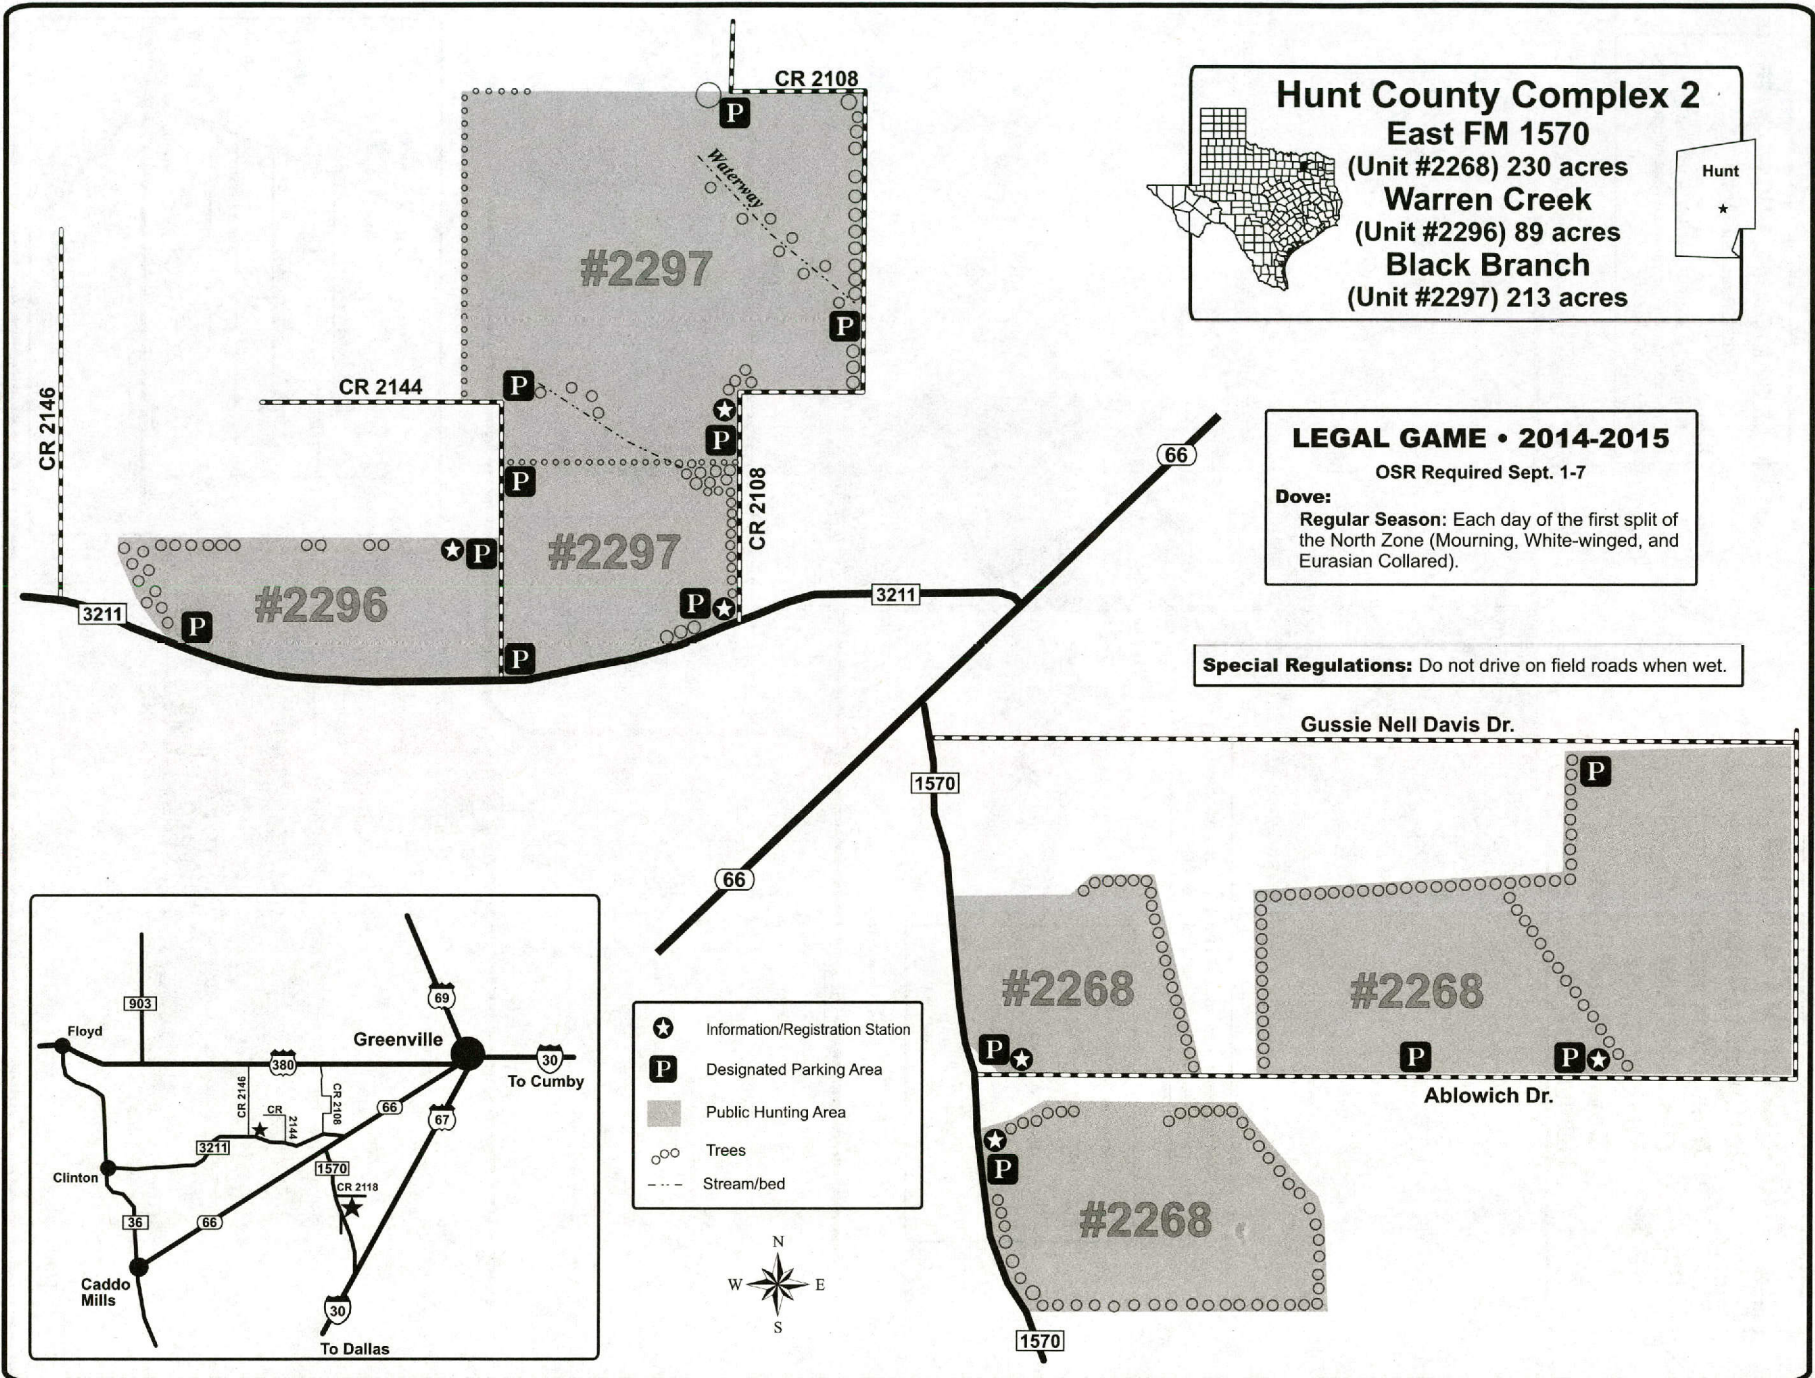 Hunt County Complex 2
East FM 1570
(Unit #2268) 230 acres
Warren Creek
(Unit #2296) 89 acres
Black Branch
(Unit #2297) 213 acres
Hunt
CR 2108
P
Waterway
#2297
P
CR 2146
CR 2144
P
P
P
CR 2108
#2297
P
#2296
P
P
P
3211
3211
66
LEGAL GAME • 2014-2015
OSR Required Sept. 1-7
Dove:
Regular Season: Each day of the first split of
the North Zone (Mourning, White-winged, and
Eurasian Collared).
Special Regulations: Do not drive on field roads when wet.
Gussie Nell Davis Dr.
P
1570
66
#2268
#2268
P
P
P
Ablowich Dr.
P
#2268
1570
903
69
Floyd
Greenville
380
30
To Cumby
CR 2146
CR
2144
CR 2108
66
67
3211
1570
Clinton
CR 2118
36
66
Caddo
Mills
30
To Dallas
Information/Registration Station
P Designated Parking Area
Public Hunting Area
Trees
Stream/bed
N
W E
S